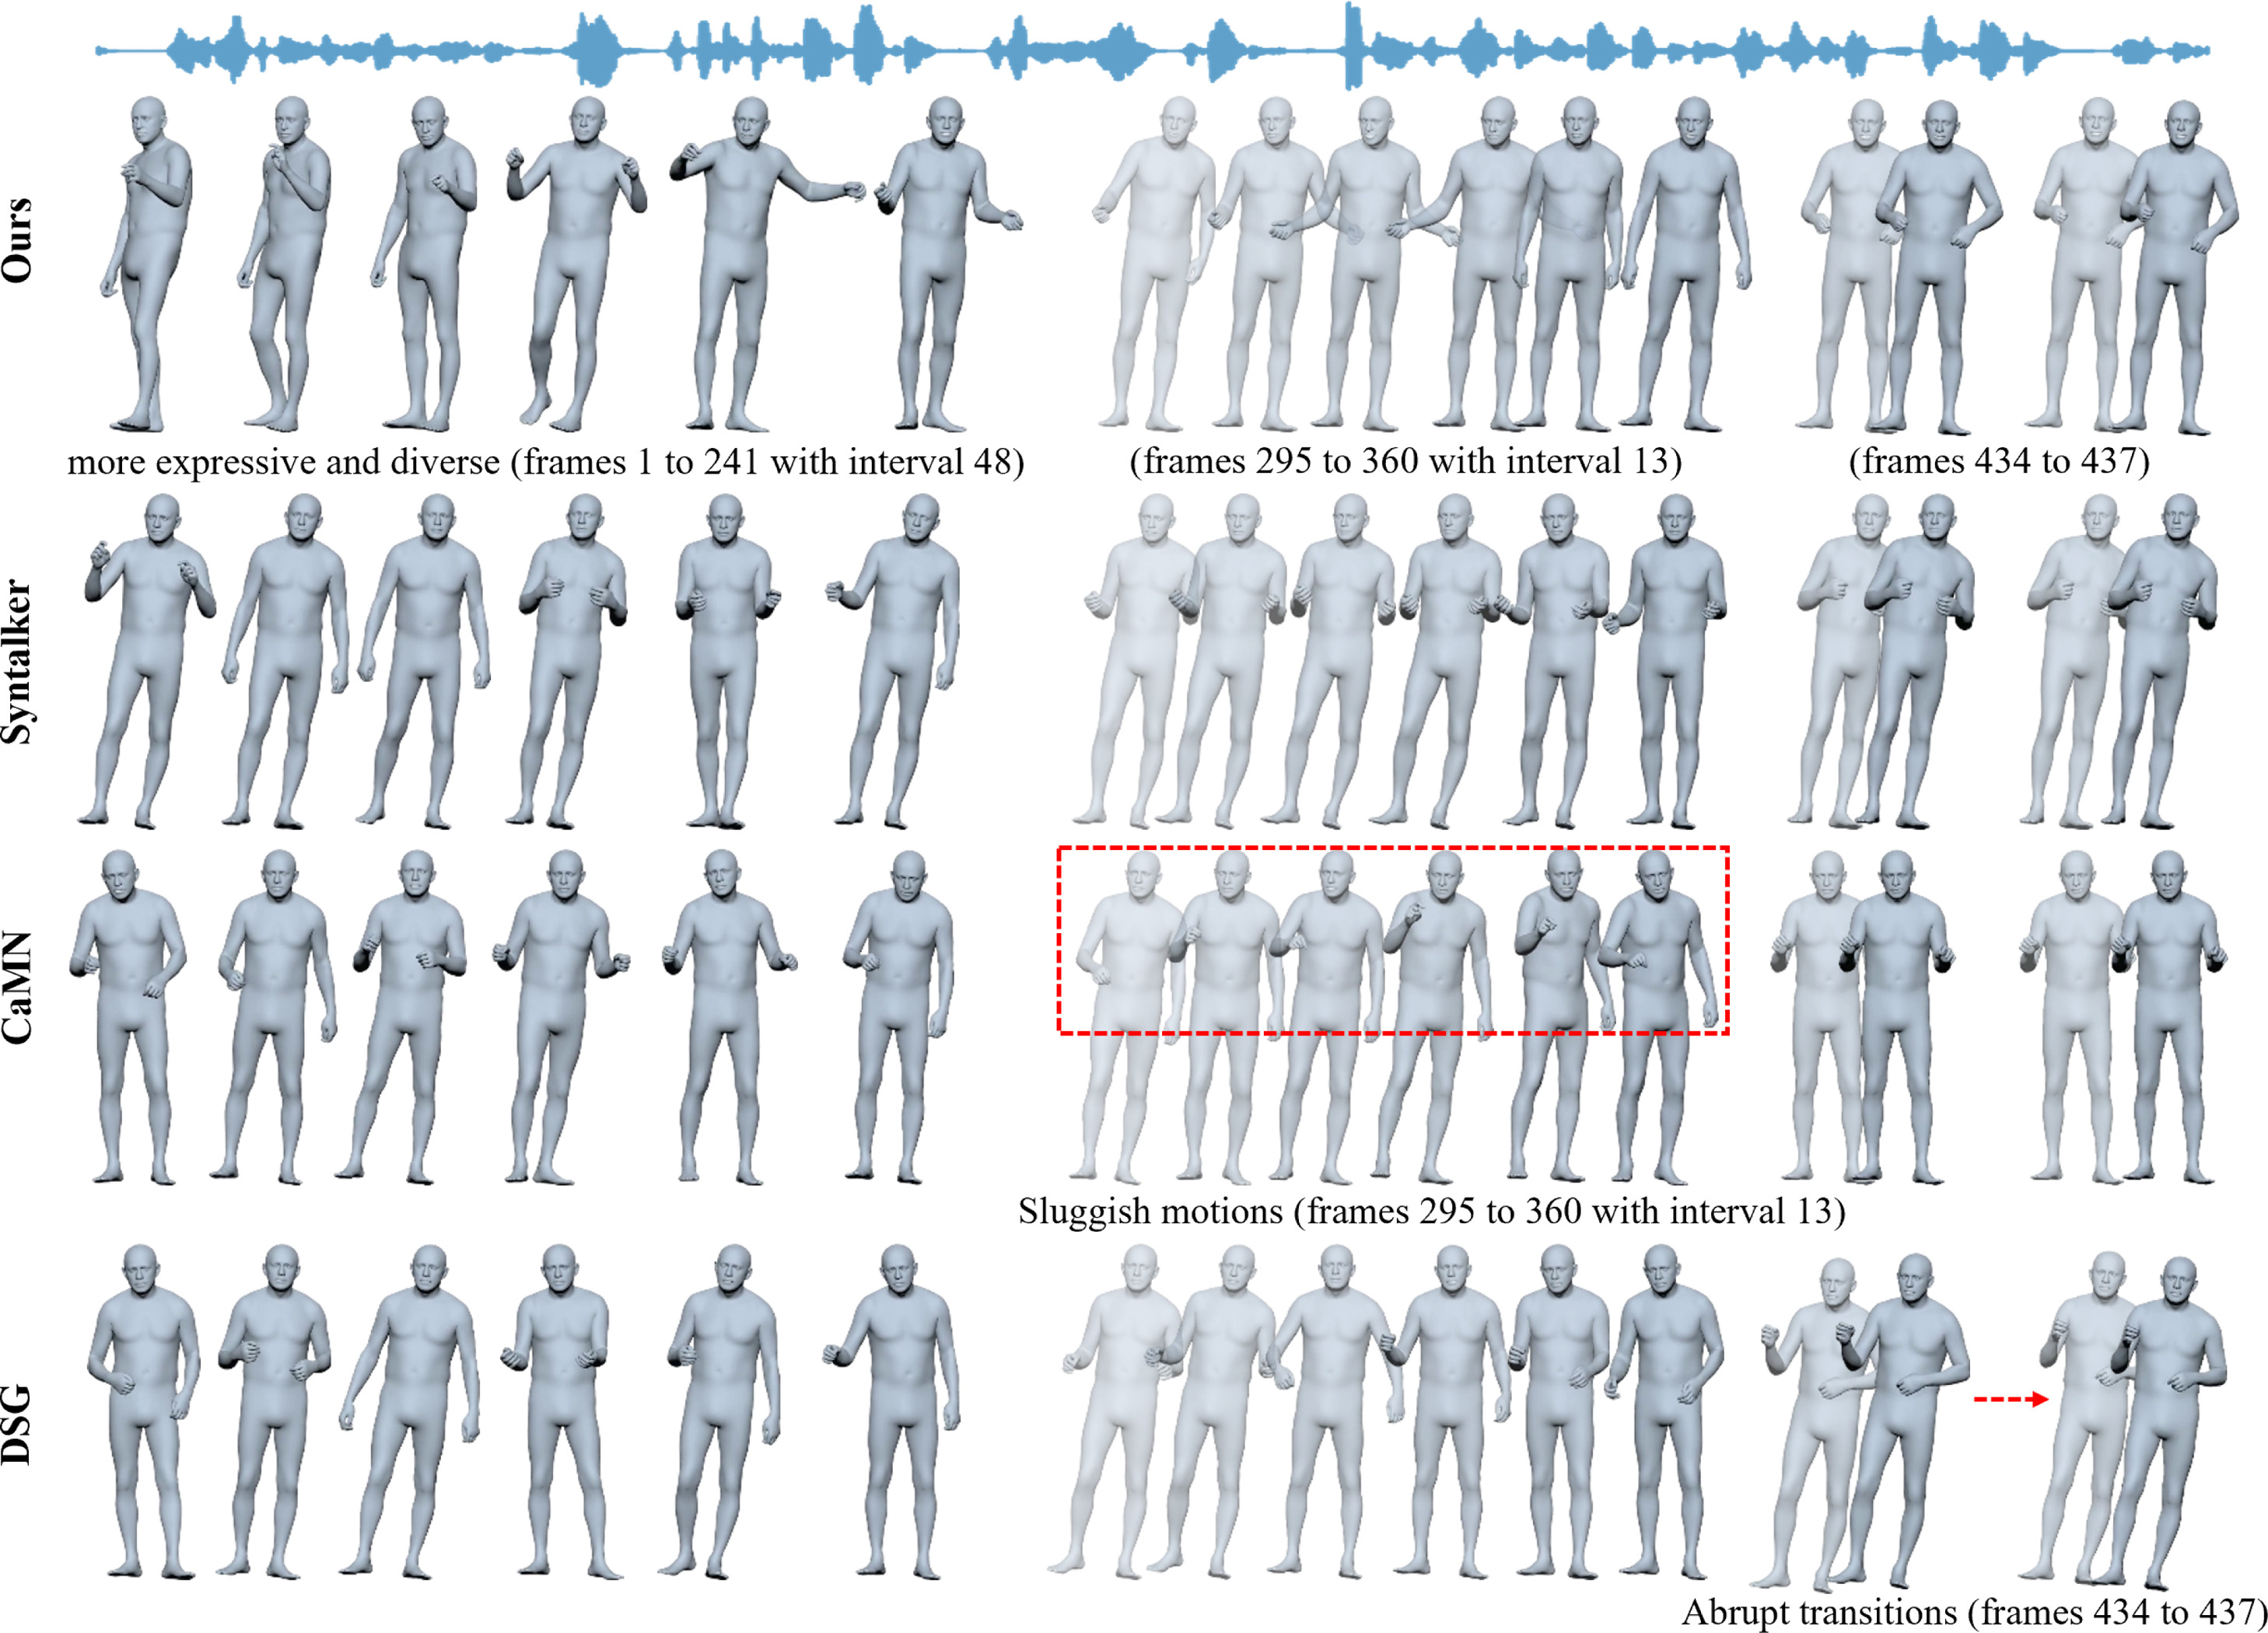 Ours
more expressive and diverse (frames 1 to 241 with interval 48)
(frames 295 to 360 with interval 13)
(frames 434 to 437)
Syntalker
CaMN
Sluggish motions (frames 295 to 360 with interval 13)
DSG
Abrupt transitions (frames 434 to 437)